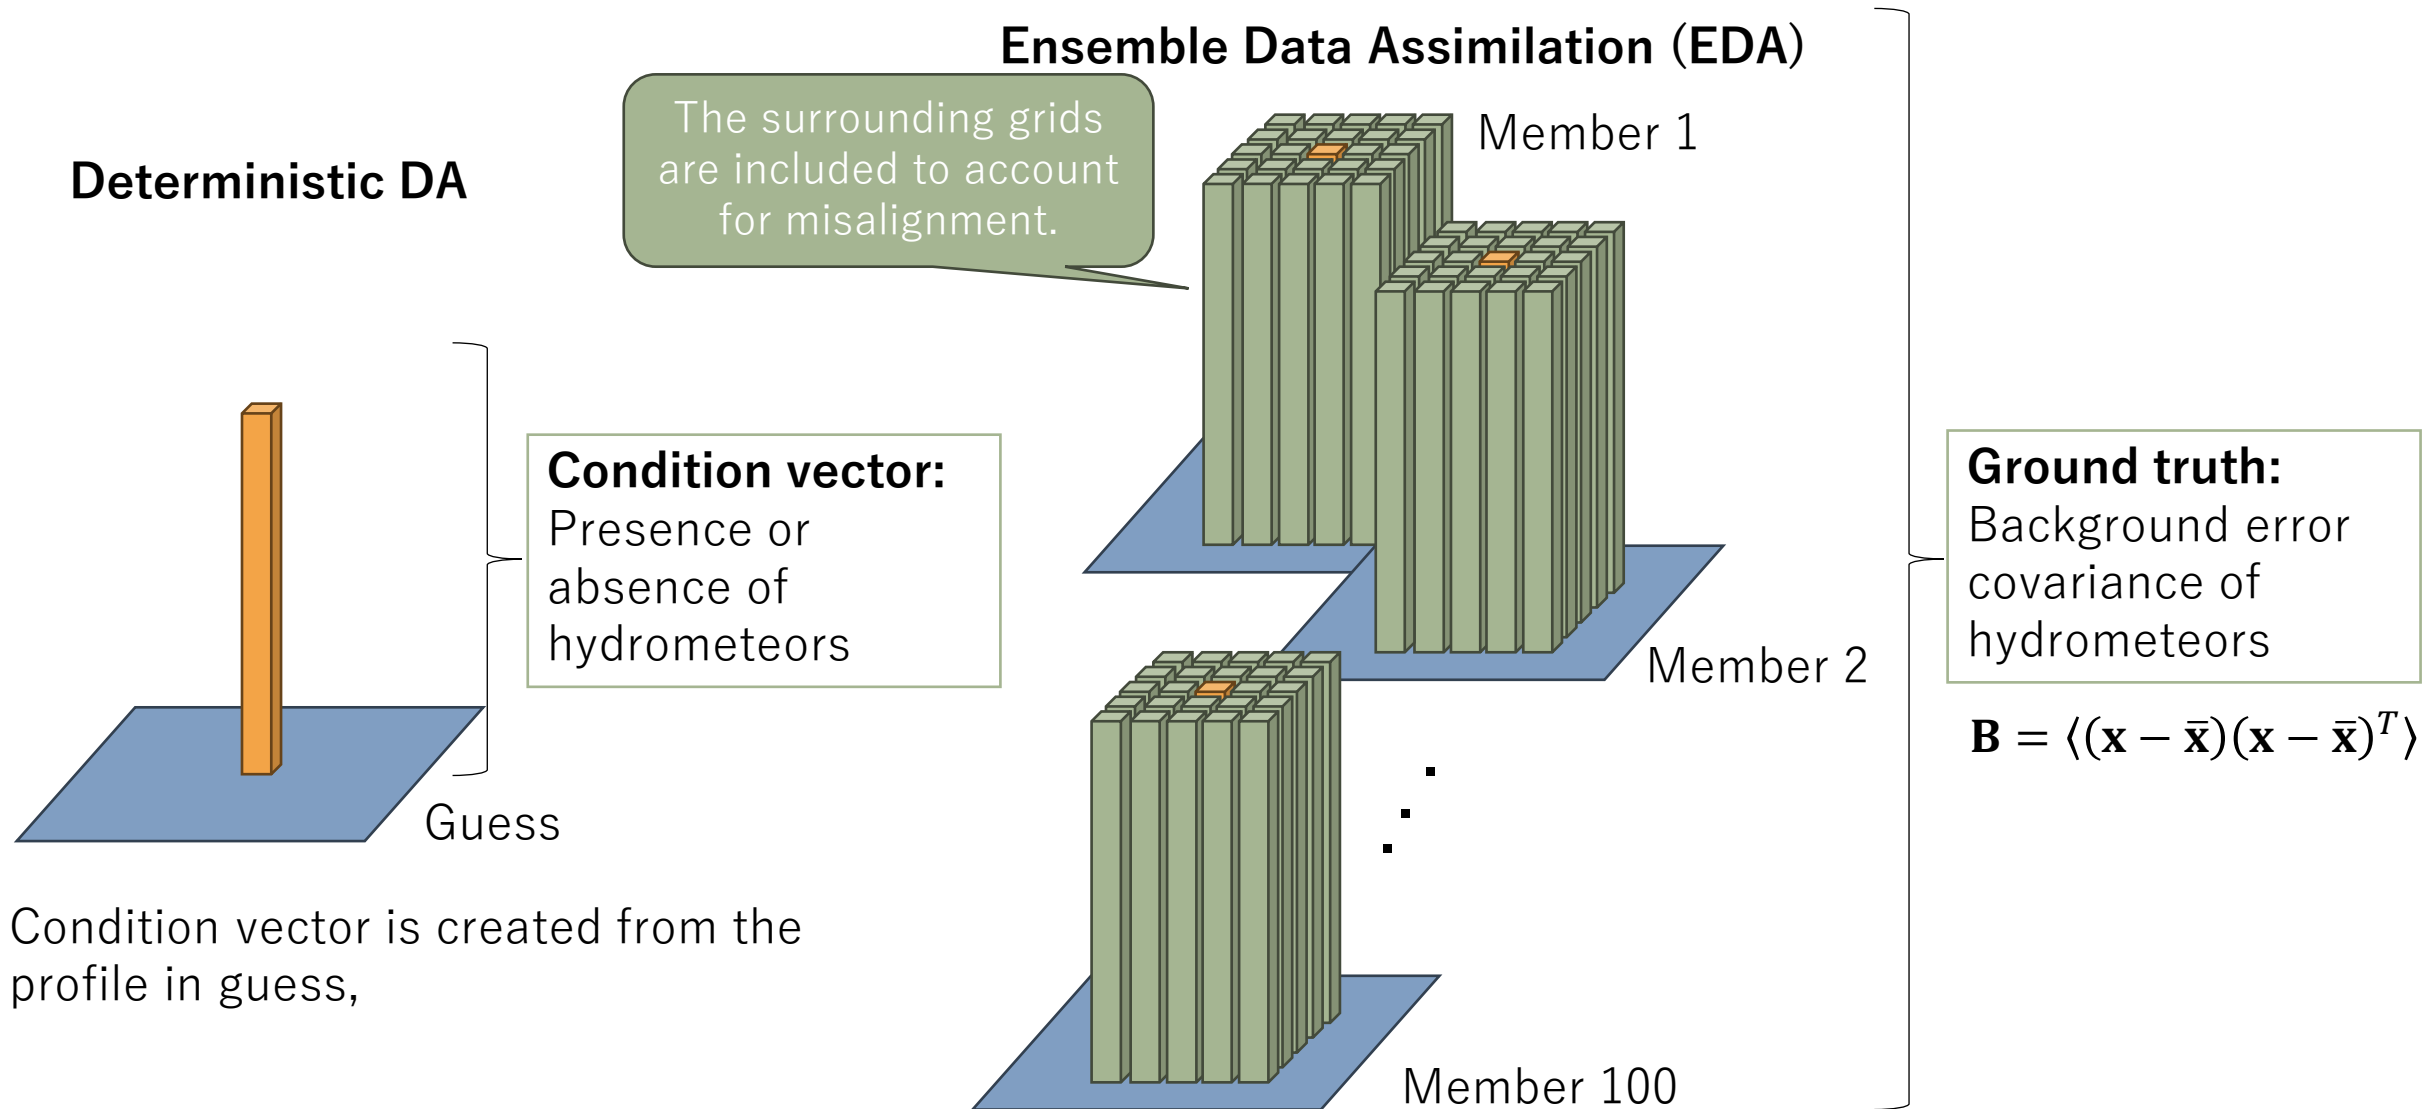 Ensemble Data Assimilation (EDA)
The surrounding grids
are included to account
for misalignment.
Member 1
Deterministic DA
Condition vector:
Presence or
absence of
hydrometeors
Ground truth:
Background error
covariance of
hydrometeors
Member 2
𝐁 = ⟨(𝐱 − 𝐱̄)(𝐱 − 𝐱̄)ᵀ⟩
Guess
Condition vector is created from the
profile in guess,
Member 100